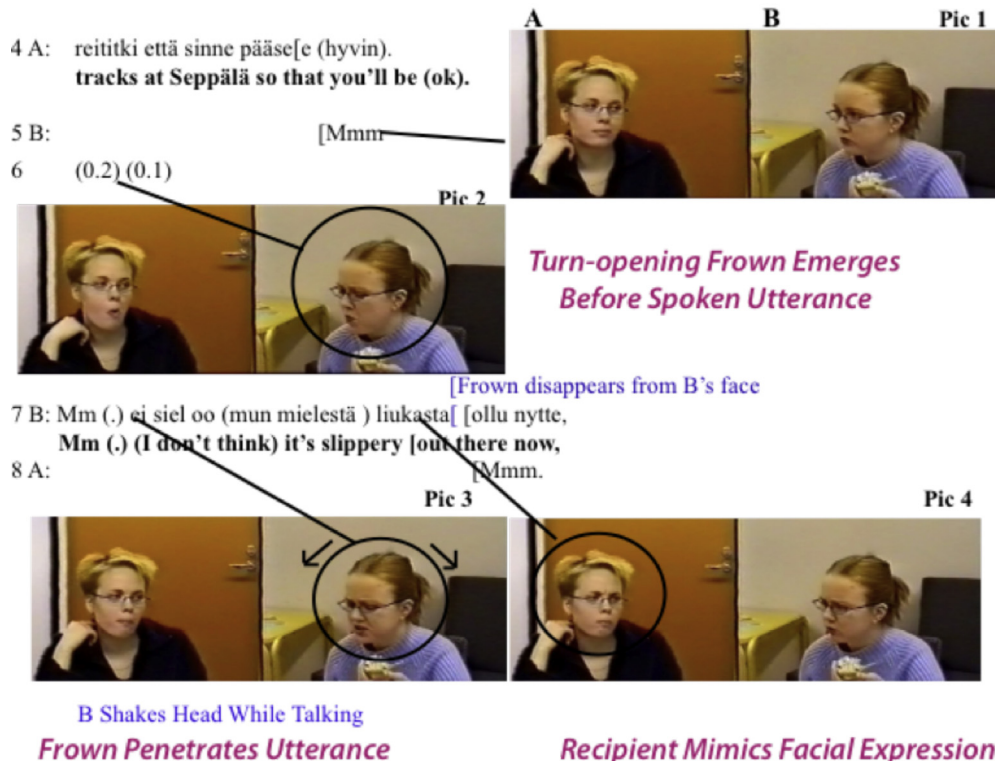 A B Pic 1
4 A: reititki että sinne pääse[e (hyvin).
tracks at Seppälä so that you'll be (ok).
5 B: [Mmm
6 (0.2) (0.1)
Pic 2
Turn-opening Frown Emerges
Before Spoken Utterance
[Frown disappears from B's face
7 B: Mm (.) ei siel oo (mun mielestä ) liukasta[ [ollu nytte,
Mm (.) (I don't think) it's slippery [out there now,
8 A: [Mmm.
Pic 3 Pic 4
B Shakes Head While Talking
Frown Penetrates Utterance
Recipient Mimics Facial Expression